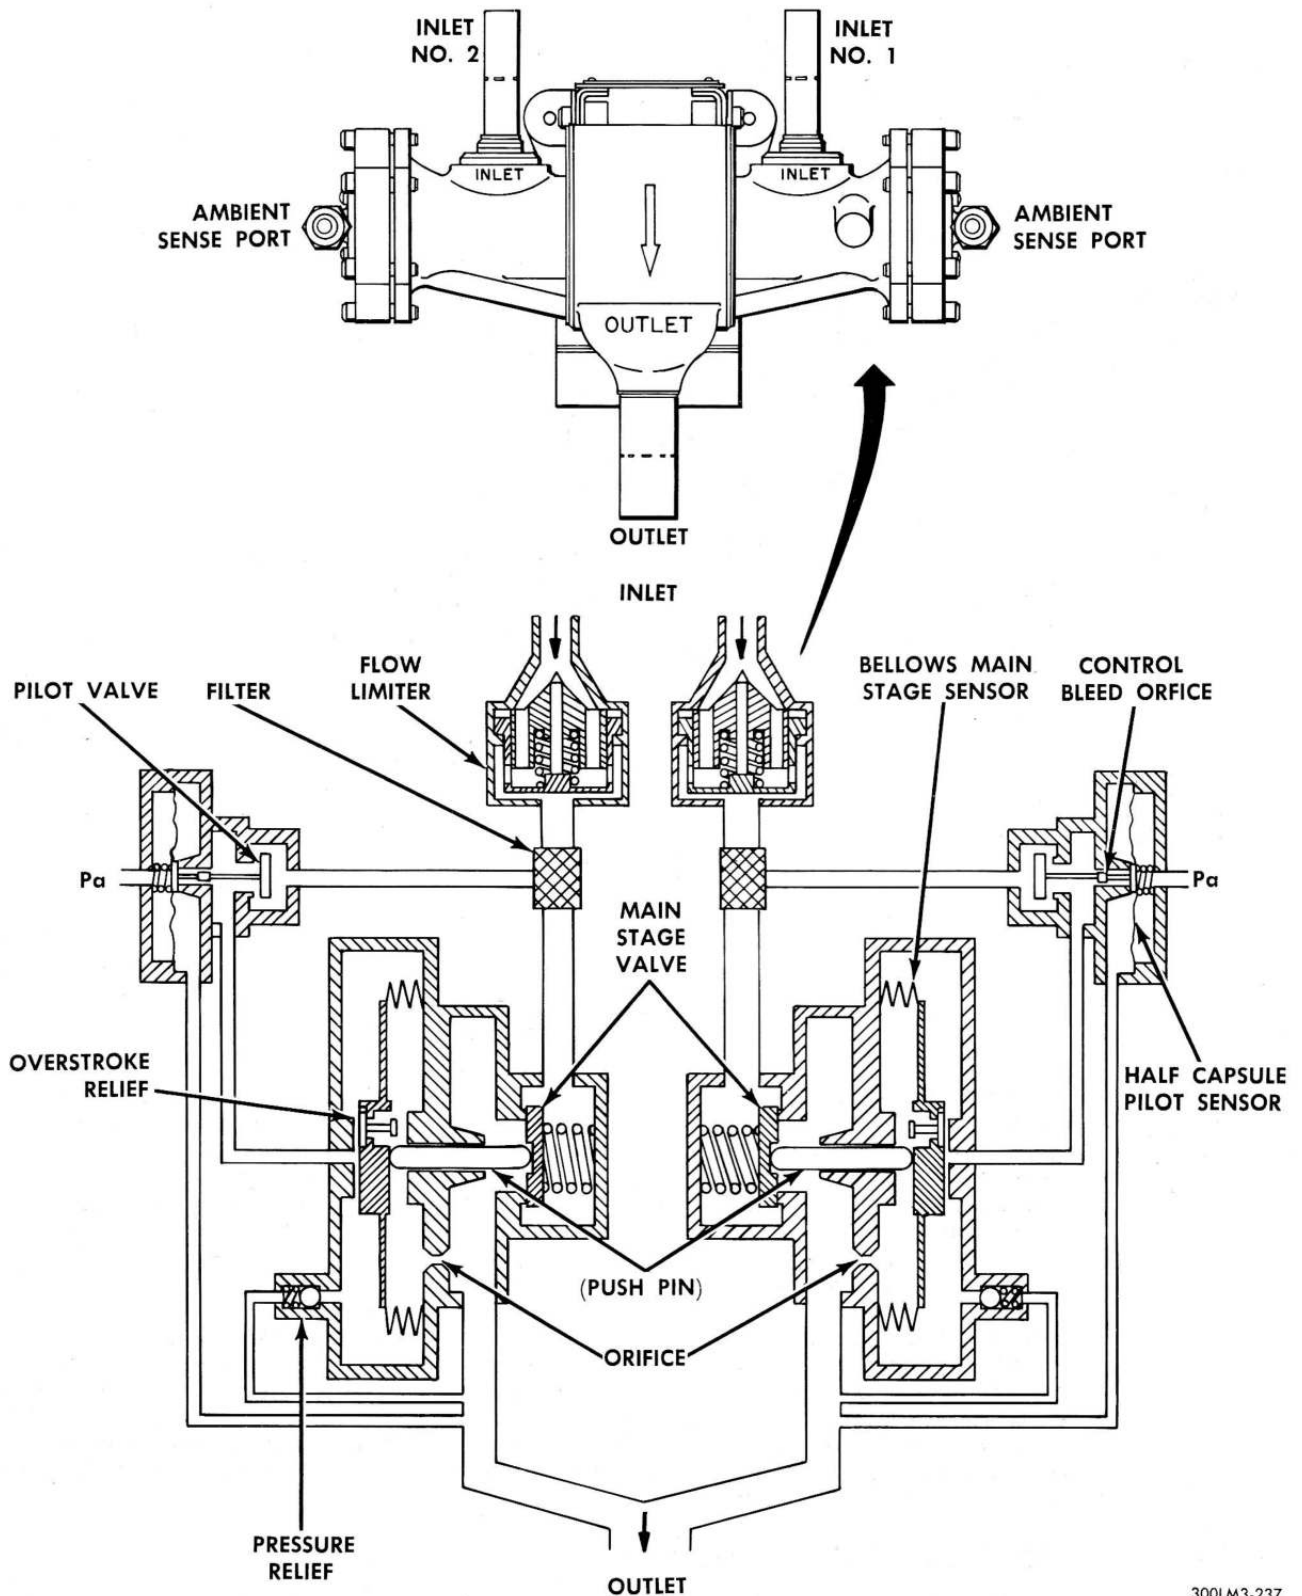 INLET
NO. 2
INLET
NO. 1
INLET
INLET
AMBIENT
SENSE PORT
AMBIENT
SENSE PORT
OUTLET
OUTLET
INLET
PILOT VALVE
FILTER
FLOW
LIMITER
BELLOWS MAIN
STAGE SENSOR
CONTROL
BLEED ORFICE
Pa
Pa
MAIN
STAGE
VALVE
OVERSTROKE
RELIEF
HALF CAPSULE
PILOT SENSOR
(PUSH PIN)
ORIFICE
PRESSURE
RELIEF
OUTLET
300LM3-237